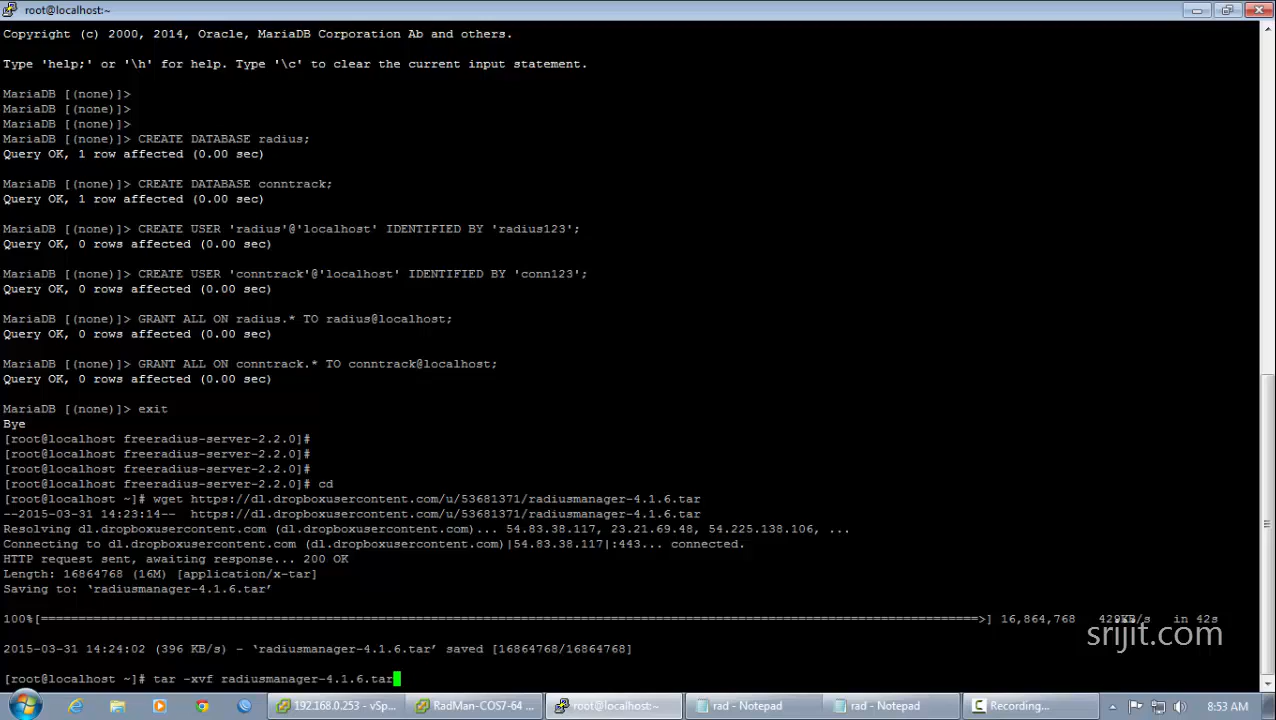 root@localhost:~
Copyright (c) 2000, 2014, Oracle, MariaDB Corporation Ab and others.
Type 'help;' or '\h' for help. Type '\c' to clear the current input statement.
MariaDB [(none)]>
MariaDB [(none)]>
MariaDB [(none)]>
MariaDB [(none)]> CREATE DATABASE radius;
Query OK, 1 row affected (0.00 sec)
MariaDB [(none)]> CREATE DATABASE conntrack;
Query OK, 1 row affected (0.00 sec)
MariaDB [(none)]> CREATE USER 'radius'@'localhost' IDENTIFIED BY 'radius123';
Query OK, 0 rows affected (0.00 sec)
MariaDB [(none)]> CREATE USER 'conntrack'@'localhost' IDENTIFIED BY 'conn123';
Query OK, 0 rows affected (0.00 sec)
MariaDB [(none)]> GRANT ALL ON radius.* TO radius@localhost;
Query OK, 0 rows affected (0.00 sec)
MariaDB [(none)]> GRANT ALL ON conntrack.* TO conntrack@localhost;
Query OK, 0 rows affected (0.00 sec)
MariaDB [(none)]> exit
Bye
[root@localhost freeradius-server-2.2.0]#
[root@localhost freeradius-server-2.2.0]#
[root@localhost freeradius-server-2.2.0]#
[root@localhost freeradius-server-2.2.0]# cd
[root@localhost ~]# wget https://dl.dropboxusercontent.com/u/53681371/radiusmanager-4.1.6.tar
--2015-03-31 14:23:14-- https://dl.dropboxusercontent.com/u/53681371/radiusmanager-4.1.6.tar
Resolving dl.dropboxusercontent.com (dl.dropboxusercontent.com)... 54.83.38.117, 23.21.69.48, 54.225.138.106, ...
Connecting to dl.dropboxusercontent.com (dl.dropboxusercontent.com)|54.83.38.117|:443... connected.
HTTP request sent, awaiting response... 200 OK
Length: 16864768 (16M) [application/x-tar]
Saving to: ‘radiusmanager-4.1.6.tar’
100%[======================================================================================================================>] 16,864,768 429KB/s in 42s
srijit.com
2015-03-31 14:24:02 (396 KB/s) - ‘radiusmanager-4.1.6.tar’ saved [16864768/16864768]
[root@localhost ~]# tar -xvf radiusmanager-4.1.6.tar
192.168.0.253 - vSp... RadMan-COS7-64 ... root@localhost:~ rad - Notepad rad - Notepad Recording... 8:53 AM